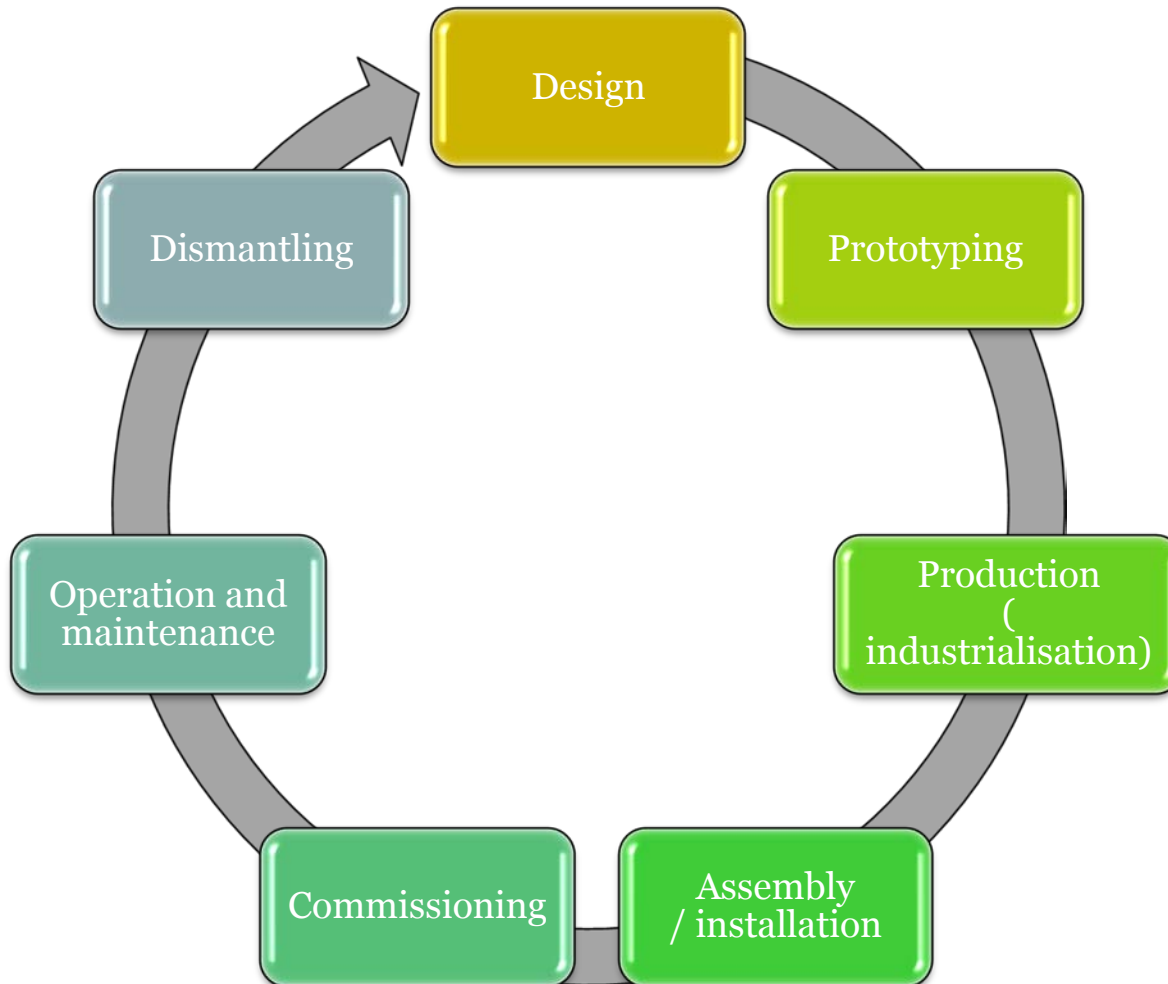 Design
Prototyping
Production
(
industrialisation)
Assembly
/ installation
Commissioning
Operation and
maintenance
Dismantling